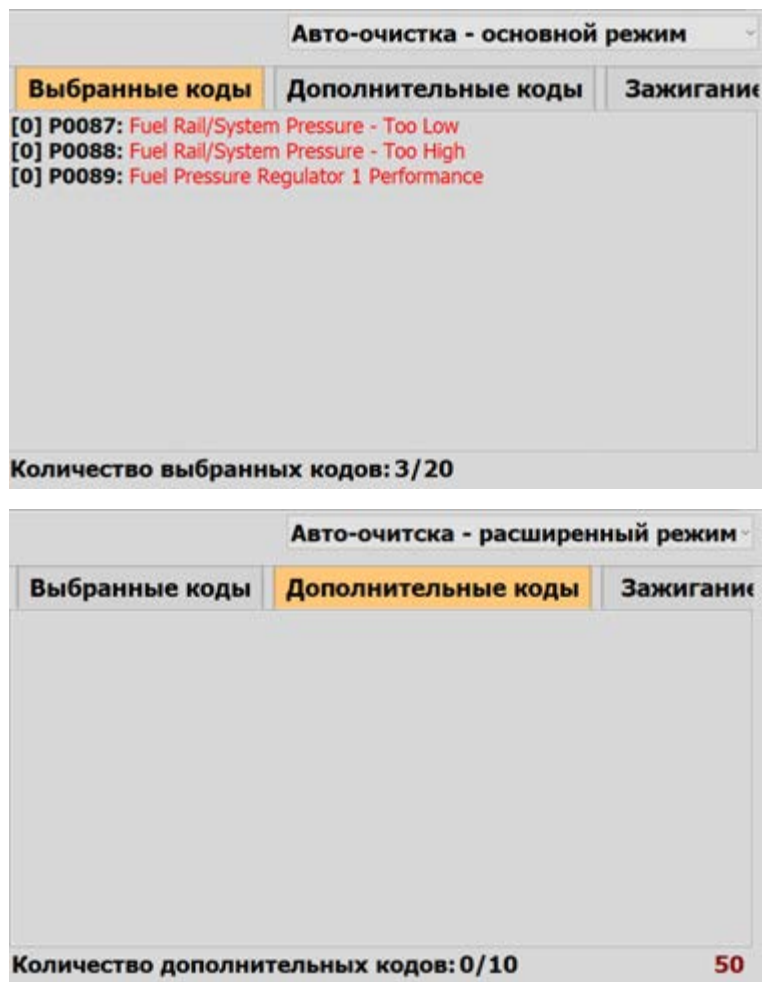 Авто-очистка - основной режим
Выбранные коды Дополнительные коды Зажигание
[0] P0087: Fuel Rail/System Pressure - Too Low
[0] P0088: Fuel Rail/System Pressure - Too High
[0] P0089: Fuel Pressure Regulator 1 Performance
Количество выбранных кодов: 3/20
Авто-очитска - расширенный режим
Выбранные коды Дополнительные коды Зажигание
Количество дополнительных кодов: 0/10 50